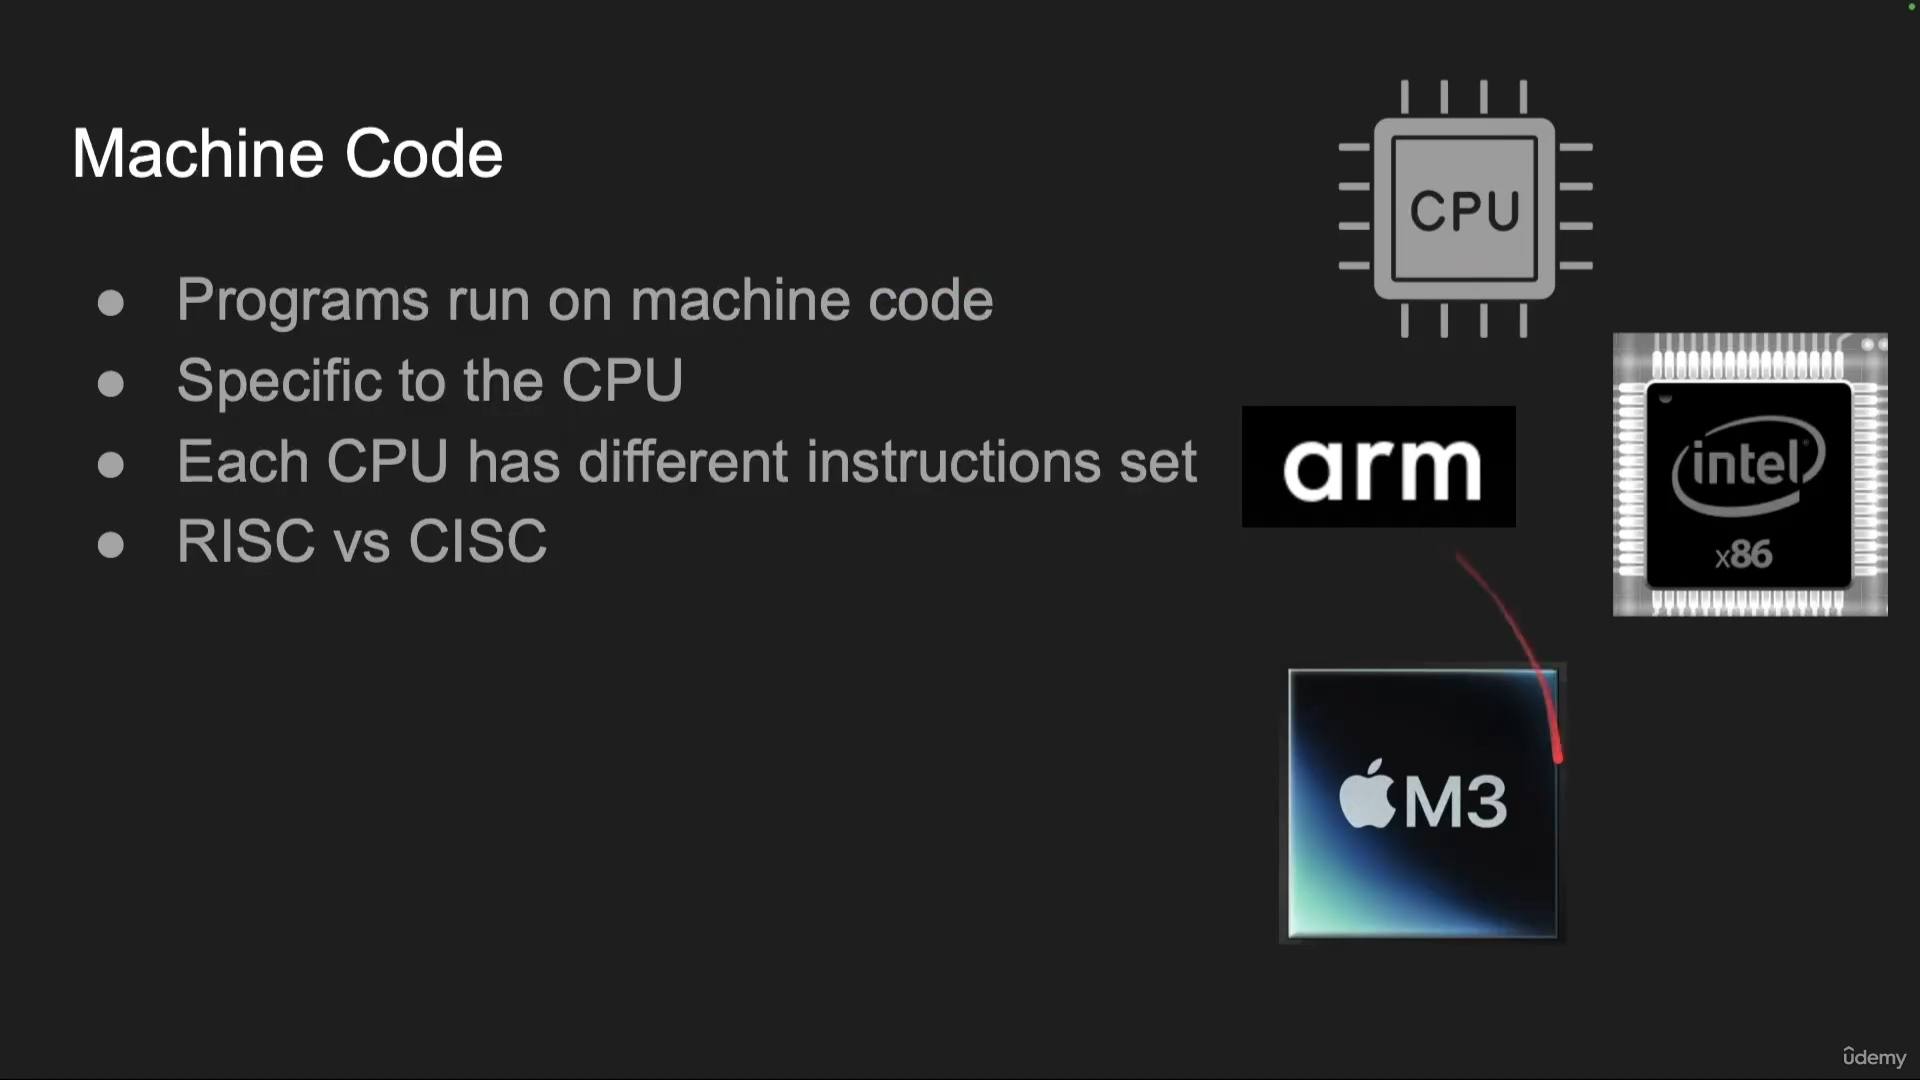 Machine Code
● Programs run on machine code
● Specific to the CPU
● Each CPU has different instructions set
● RISC vs CISC
CPU
arm
intel
x86
M3
ûdemy